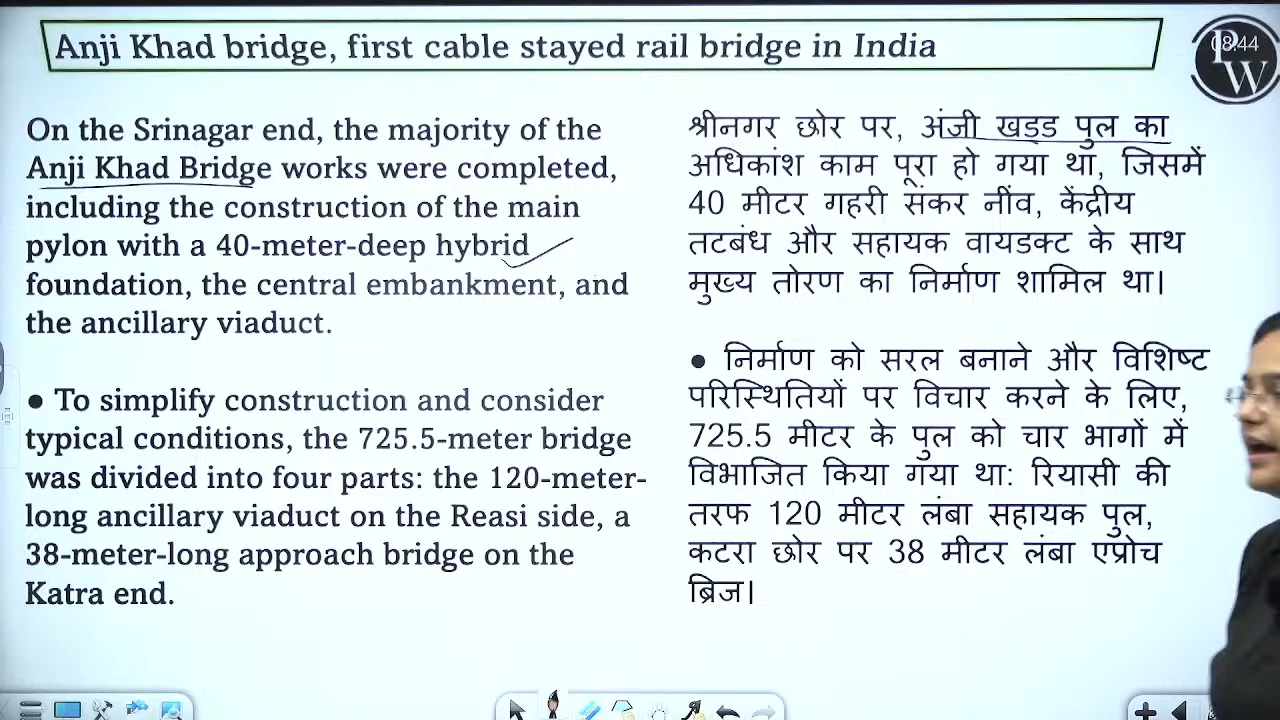 Anji Khad bridge, first cable stayed rail bridge in India
08:44
PW
On the Srinagar end, the majority of the
Anji Khad Bridge works were completed,
including the construction of the main
pylon with a 40-meter-deep hybrid
foundation, the central embankment, and
the ancillary viaduct.
● To simplify construction and consider
typical conditions, the 725.5-meter bridge
was divided into four parts: the 120-meter-
long ancillary viaduct on the Reasi side, a
38-meter-long approach bridge on the
Katra end.
श्रीनगर छोर पर, अंजी खड्ड पुल का
अधिकांश काम पूरा हो गया था, जिसमें
40 मीटर गहरी संकर नींव, केंद्रीय
तटबंध और सहायक वायडक्ट के साथ
मुख्य तोरण का निर्माण शामिल था।
● निर्माण को सरल बनाने और विशिष्ट
परिस्थितियों पर विचार करने के लिए,
725.5 मीटर के पुल को चार भागों में
विभाजित किया गया था: रियासी की
तरफ 120 मीटर लंबा सहायक पुल,
कटरा छोर पर 38 मीटर लंबा एप्रोच
ब्रिज।